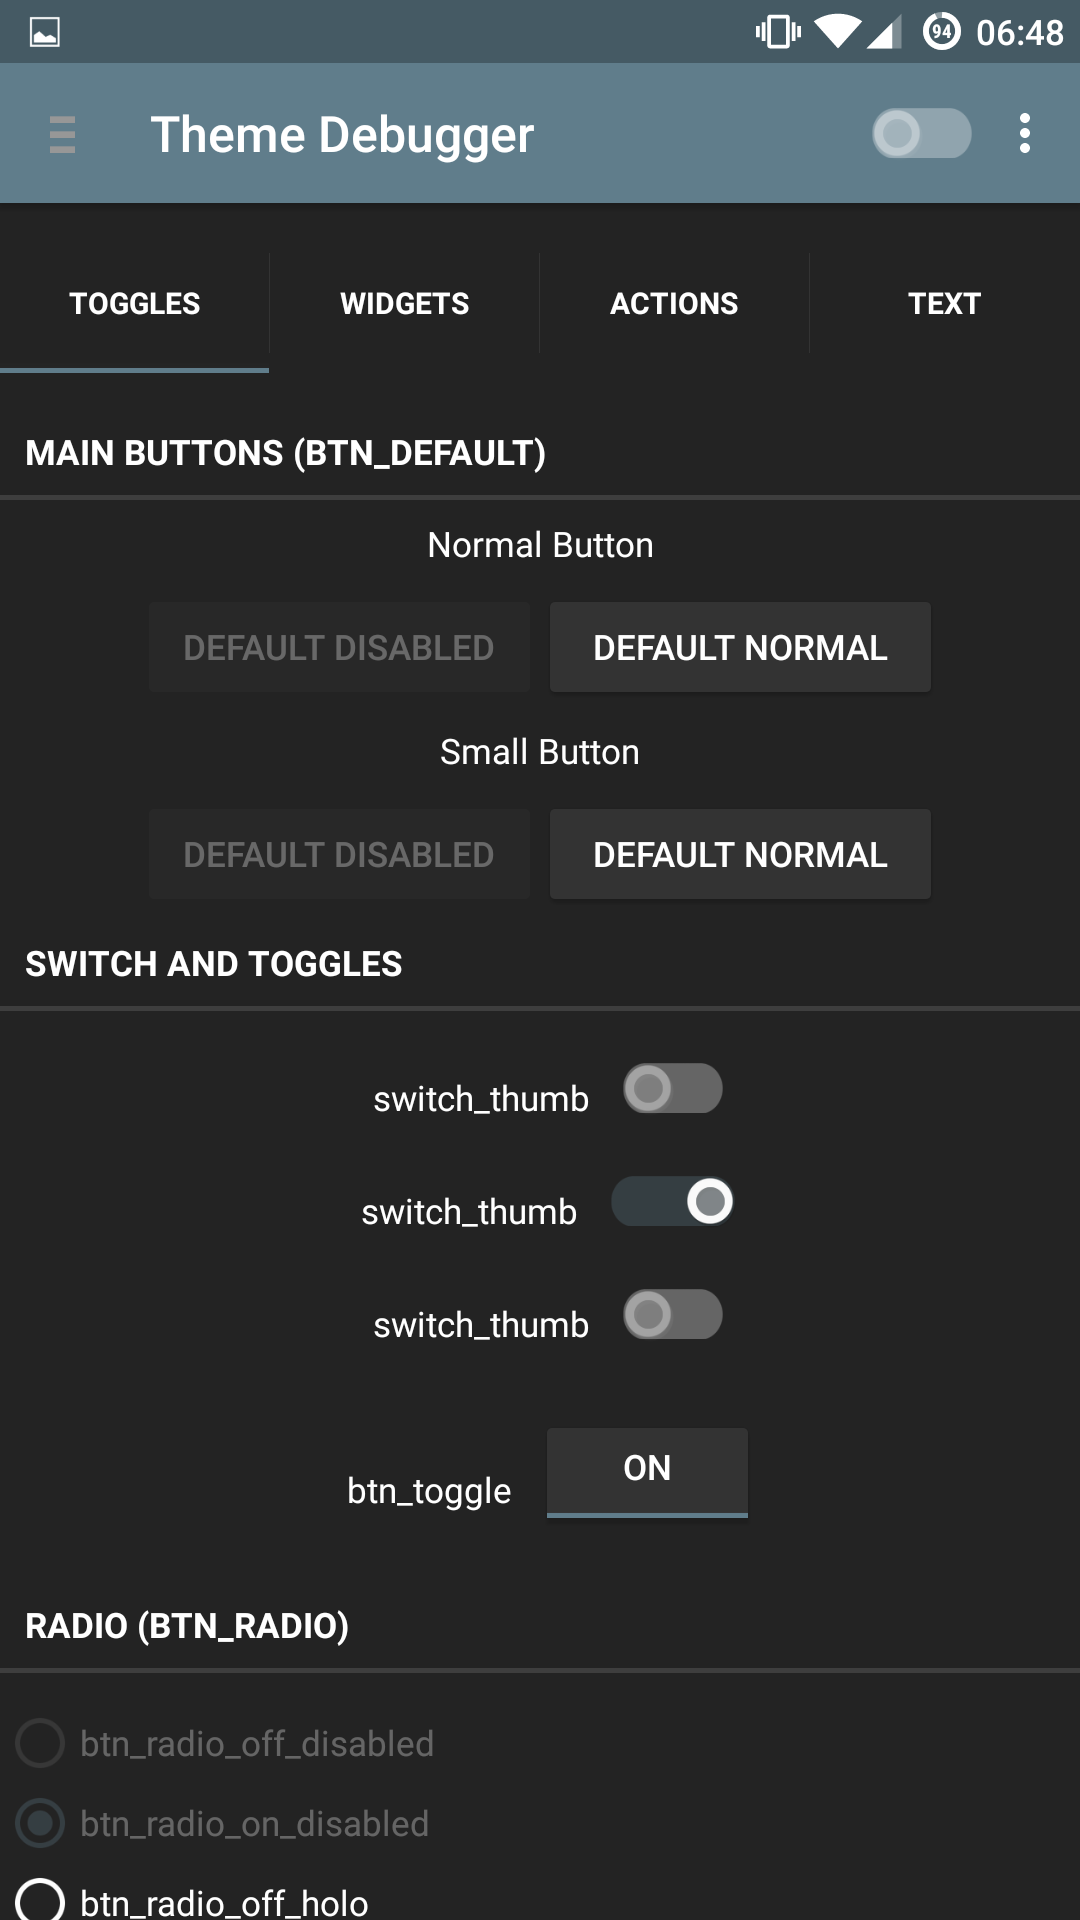 94 06:48
Theme Debugger
TOGGLES WIDGETS ACTIONS TEXT
MAIN BUTTONS (BTN_DEFAULT)
Normal Button
DEFAULT DISABLED DEFAULT NORMAL
Small Button
DEFAULT DISABLED DEFAULT NORMAL
SWITCH AND TOGGLES
switch_thumb
switch_thumb
switch_thumb
btn_toggle ON
RADIO (BTN_RADIO)
btn_radio_off_disabled
btn_radio_on_disabled
btn_radio_off_holo